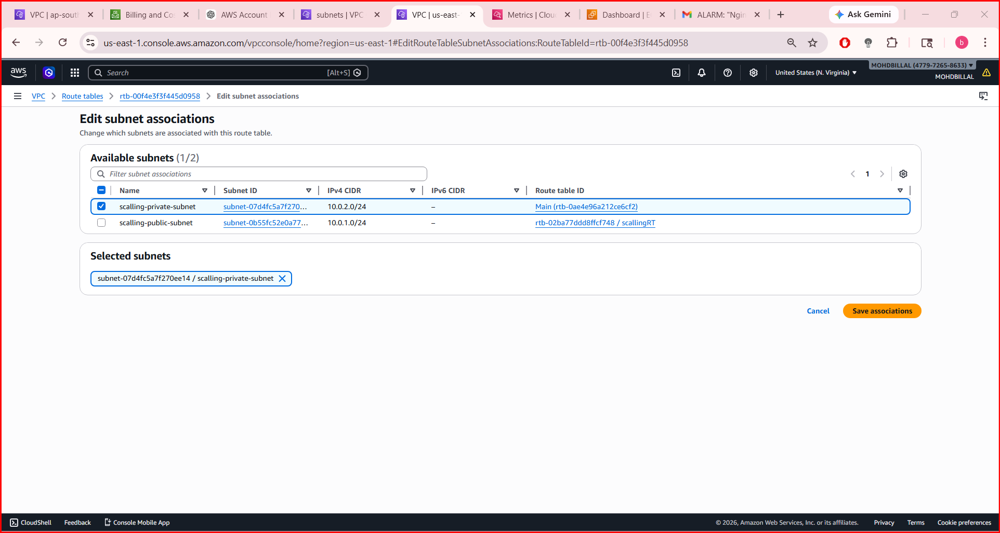 VPC | ap-sout
Billing and Co
AWS Account
subnets | VPC
VPC | us-east-
Metrics | Clou
Dashboard | E
ALARM: "Ngin
Ask Gemini
us-east-1.console.aws.amazon.com/vpcconsole/home?region=us-east-1#EditRouteTableSubnetAssociations:RouteTableId=rtb-00f4e3f3f445d0958
b
aws
Search
[Alt+S]
United States (N. Virginia)
MOHDBILLAL (4779-7265-8633)
MOHDBILLAL
VPC
Route tables
rtb-00f4e3f3f445d0958
Edit subnet associations
Edit subnet associations
Change which subnets are associated with this route table.
Available subnets (1/2)
Filter subnet associations
1
Name Subnet ID IPv4 CIDR IPv6 CIDR Route table ID
scalling-private-subnet subnet-07d4fc5a7f270... 10.0.2.0/24 – Main (rtb-0ae4e96a212ce6cf2)
scalling-public-subnet subnet-0b55fc52e0a77... 10.0.1.0/24 – rtb-02ba77ddd8ffcf748 / scallingRT
Selected subnets
subnet-07d4fc5a7f270ee14 / scalling-private-subnet
Cancel
Save associations
CloudShell
Feedback
Console Mobile App
© 2026, Amazon Web Services, Inc. or its affiliates.
Privacy
Terms
Cookie preferences